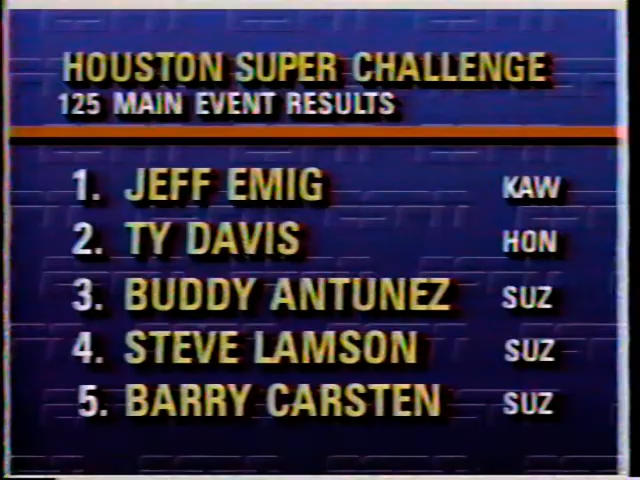 HOUSTON SUPER CHALLENGE
125 MAIN EVENT RESULTS
1. JEFF EMIG KAW
2. TY DAVIS HON
3. BUDDY ANTUNEZ SUZ
4. STEVE LAMSON SUZ
5. BARRY CARSTEN SUZ